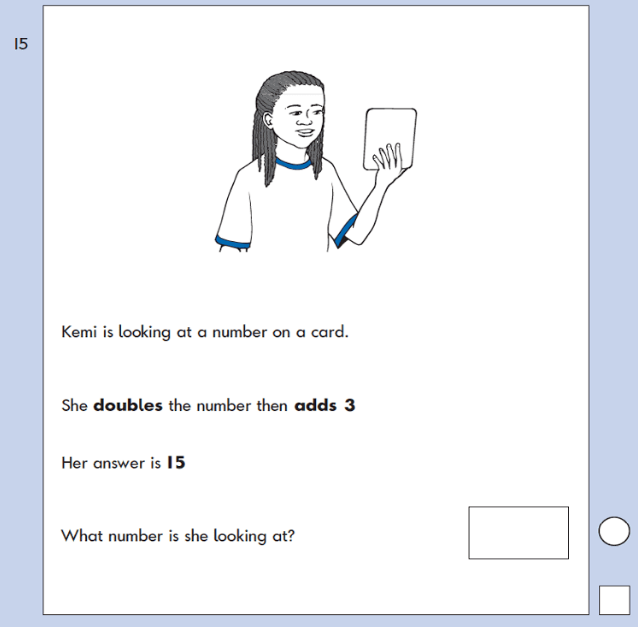 15
Kemi is looking at a number on a card.
She doubles the number then adds 3
Her answer is 15
What number is she looking at?